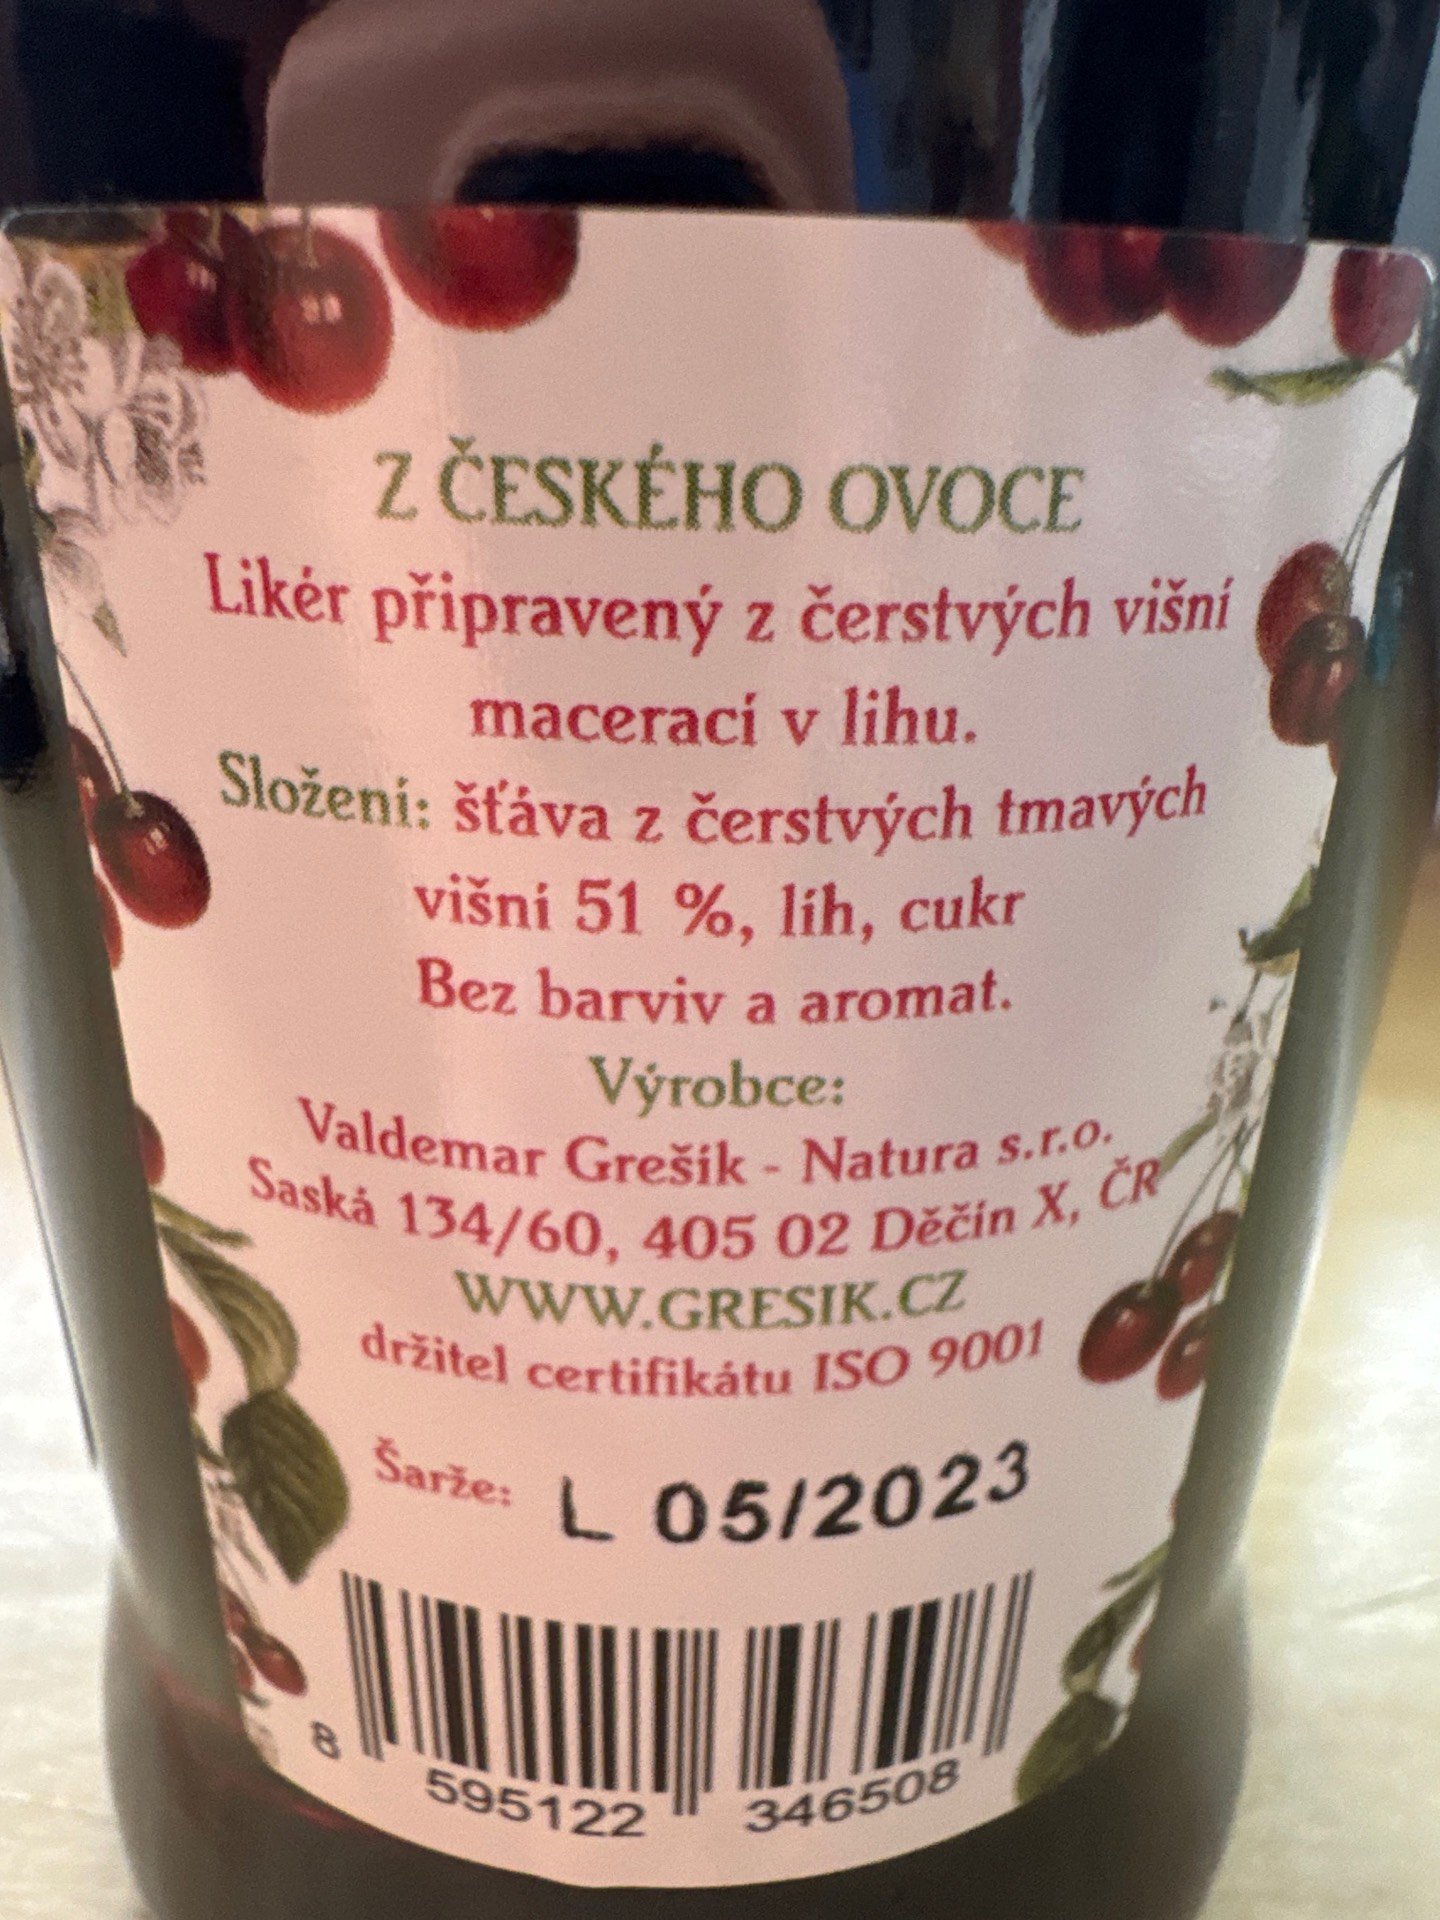 Z ČESKÉHO OVOCE
Likér připravený z čerstvých višní
macerací v lihu.
Složení: šťáva z čerstvých tmavých
višní 51 %, líh, cukr
Bez barviv a aromat.
Výrobce:
Valdemar Grešík - Natura s.r.o.
Saská 134/60, 405 02 Děčín X, ČR
WWW.GRESIK.CZ
držitel certifikátu ISO 9001
Šarže: L 05/2023
8 595122 346508